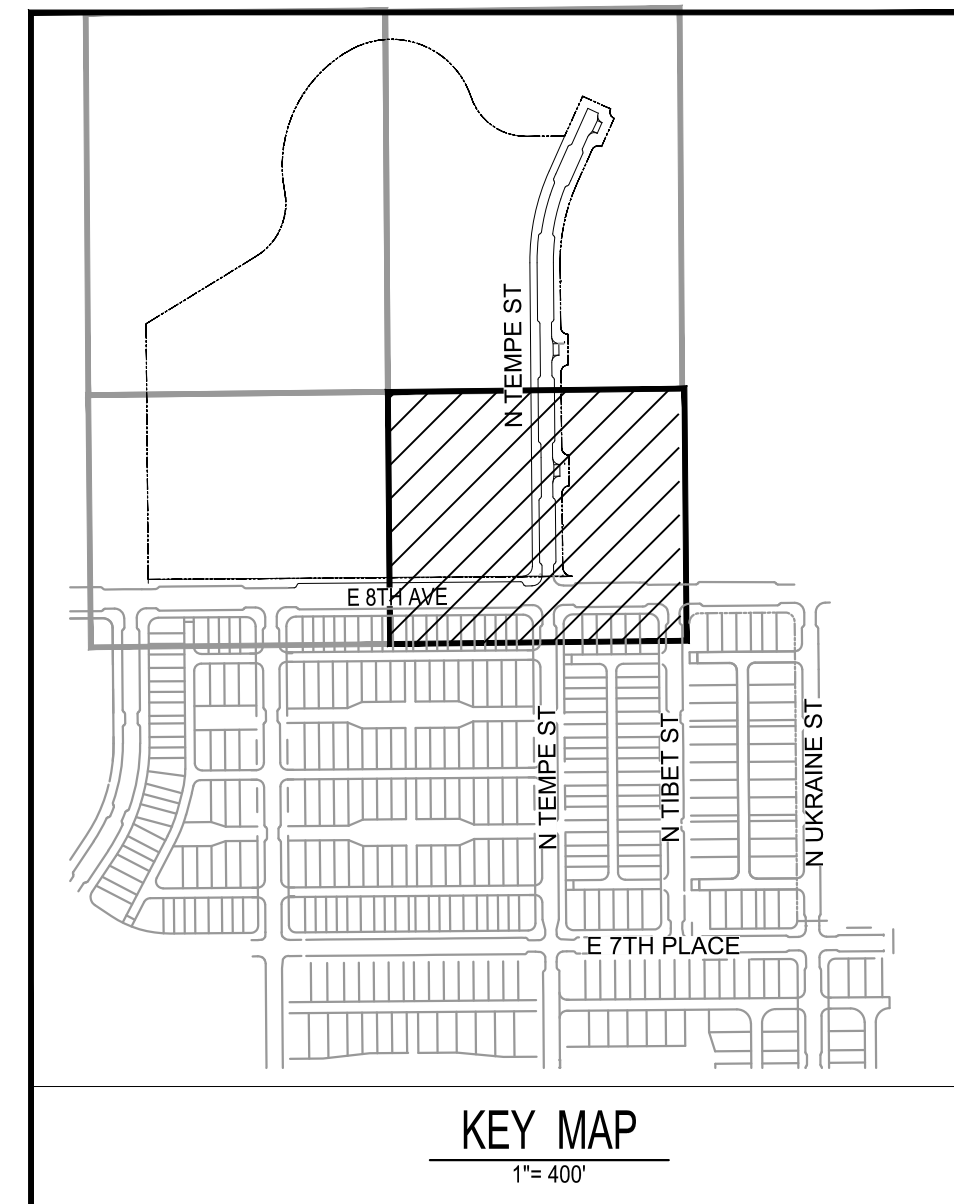 N TEMPE ST
E 8TH AVE
N TEMPE ST
N TIBET ST
N UKRAINE ST
E 7TH PLACE
KEY MAP
1"= 400'